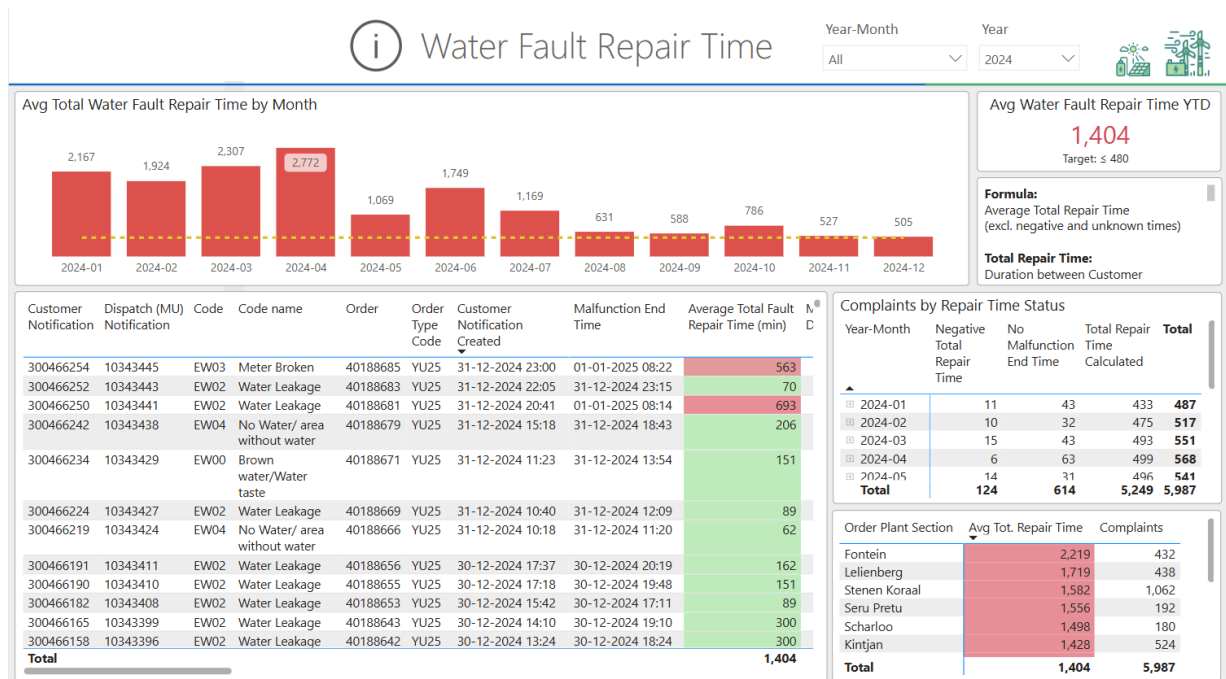 i Water Fault Repair Time
Year-Month
All
Year
2024
Avg Total Water Fault Repair Time by Month
2,167
1,924
2,307
2,772
1,069
1,749
1,169
631
588
786
527
505
2024-01 2024-02 2024-03 2024-04 2024-05 2024-06 2024-07 2024-08 2024-09 2024-10 2024-11 2024-12
Avg Water Fault Repair Time YTD
1,404
Target: ≤ 480
Formula:
Average Total Repair Time
(excl. negative and unknown times)
Total Repair Time:
Duration between Customer
Customer Notification Dispatch (MU) Notification Code Code name Order Order Type Code Customer Notification Created Malfunction End Time Average Total Fault Repair Time (min) M D
300466254 10343445 EW03 Meter Broken 40188685 YU25 31-12-2024 23:00 01-01-2025 08:22 563
300466252 10343443 EW02 Water Leakage 40188683 YU25 31-12-2024 22:05 31-12-2024 23:15 70
300466250 10343441 EW02 Water Leakage 40188681 YU25 31-12-2024 20:41 01-01-2025 08:14 693
300466242 10343438 EW04 No Water/ area without water 40188679 YU25 31-12-2024 15:18 31-12-2024 18:43 206
300466234 10343429 EW00 Brown water/Water taste 40188671 YU25 31-12-2024 11:23 31-12-2024 13:54 151
300466224 10343427 EW02 Water Leakage 40188669 YU25 31-12-2024 10:40 31-12-2024 12:09 89
300466219 10343424 EW04 No Water/ area without water 40188666 YU25 31-12-2024 10:18 31-12-2024 11:20 62
300466191 10343411 EW02 Water Leakage 40188656 YU25 30-12-2024 17:37 30-12-2024 20:19 162
300466190 10343410 EW02 Water Leakage 40188655 YU25 30-12-2024 17:18 30-12-2024 19:48 151
300466182 10343408 EW02 Water Leakage 40188653 YU25 30-12-2024 15:42 30-12-2024 17:11 89
300466165 10343399 EW02 Water Leakage 40188643 YU25 30-12-2024 14:10 30-12-2024 19:10 300
300466158 10343396 EW02 Water Leakage 40188642 YU25 30-12-2024 13:24 30-12-2024 18:24 300
Total 1,404
Complaints by Repair Time Status
Year-Month Negative Total Repair Time No Malfunction End Time Total Repair Time Calculated Total
2024-01 11 43 433 487
2024-02 10 32 475 517
2024-03 15 43 493 551
2024-04 6 63 499 568
2024-05 14 31 496 541
Total 124 614 5,249 5,987
Order Plant Section Avg Tot. Repair Time Complaints
Fontein 2,219 432
Lelienberg 1,719 438
Stenen Koraal 1,582 1,062
Seru Pretu 1,556 192
Scharloo 1,498 180
Kintjan 1,428 524
Total 1,404 5,987